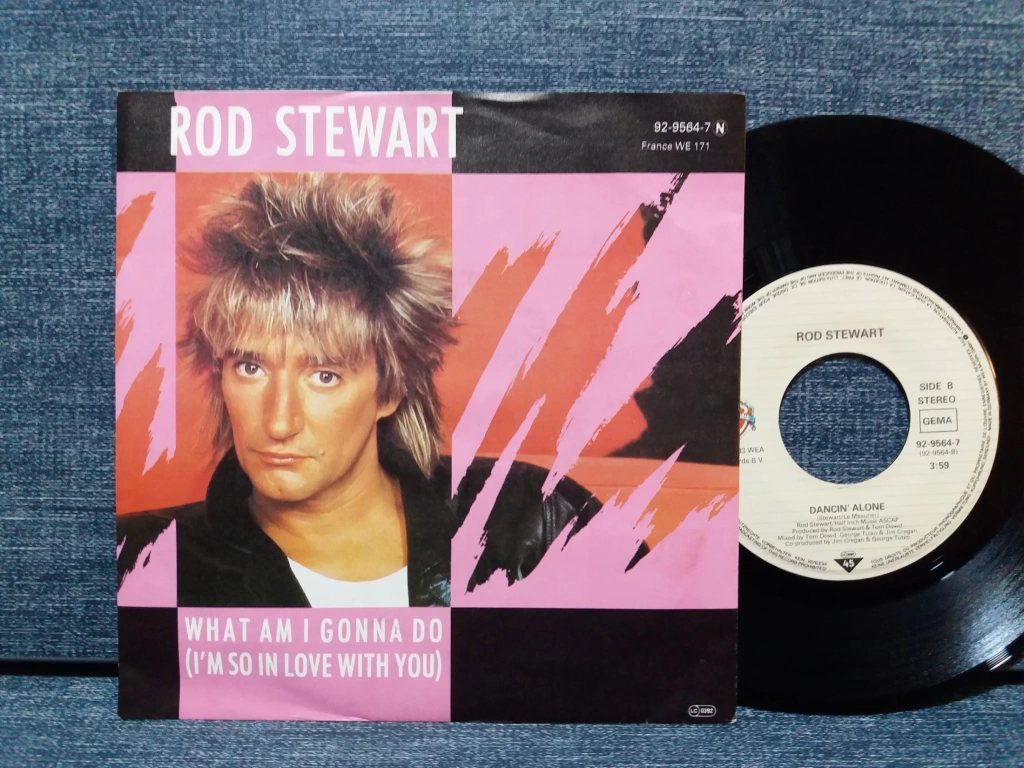 ROD STEWART
92-9564-7 N
France WE 171
WHAT AM I GONNA DO
(I'M SO IN LOVE WITH YOU)
LC 0392
ROD STEWART
SIDE B
STEREO
GEMA
92-9564-7
(92-9564-B)
3:59
WEA
B.V.
DANCIN' ALONE
(Stewart/Le Mesurier)
Rod Stewart/Half Inch Music ASCAP
Produced by Rod Stewart & Tom Dowd
Mixed by Tom Dowd, George Tutko & Jim Cregan
Co-produced by Jim Cregan & George Tutko
45